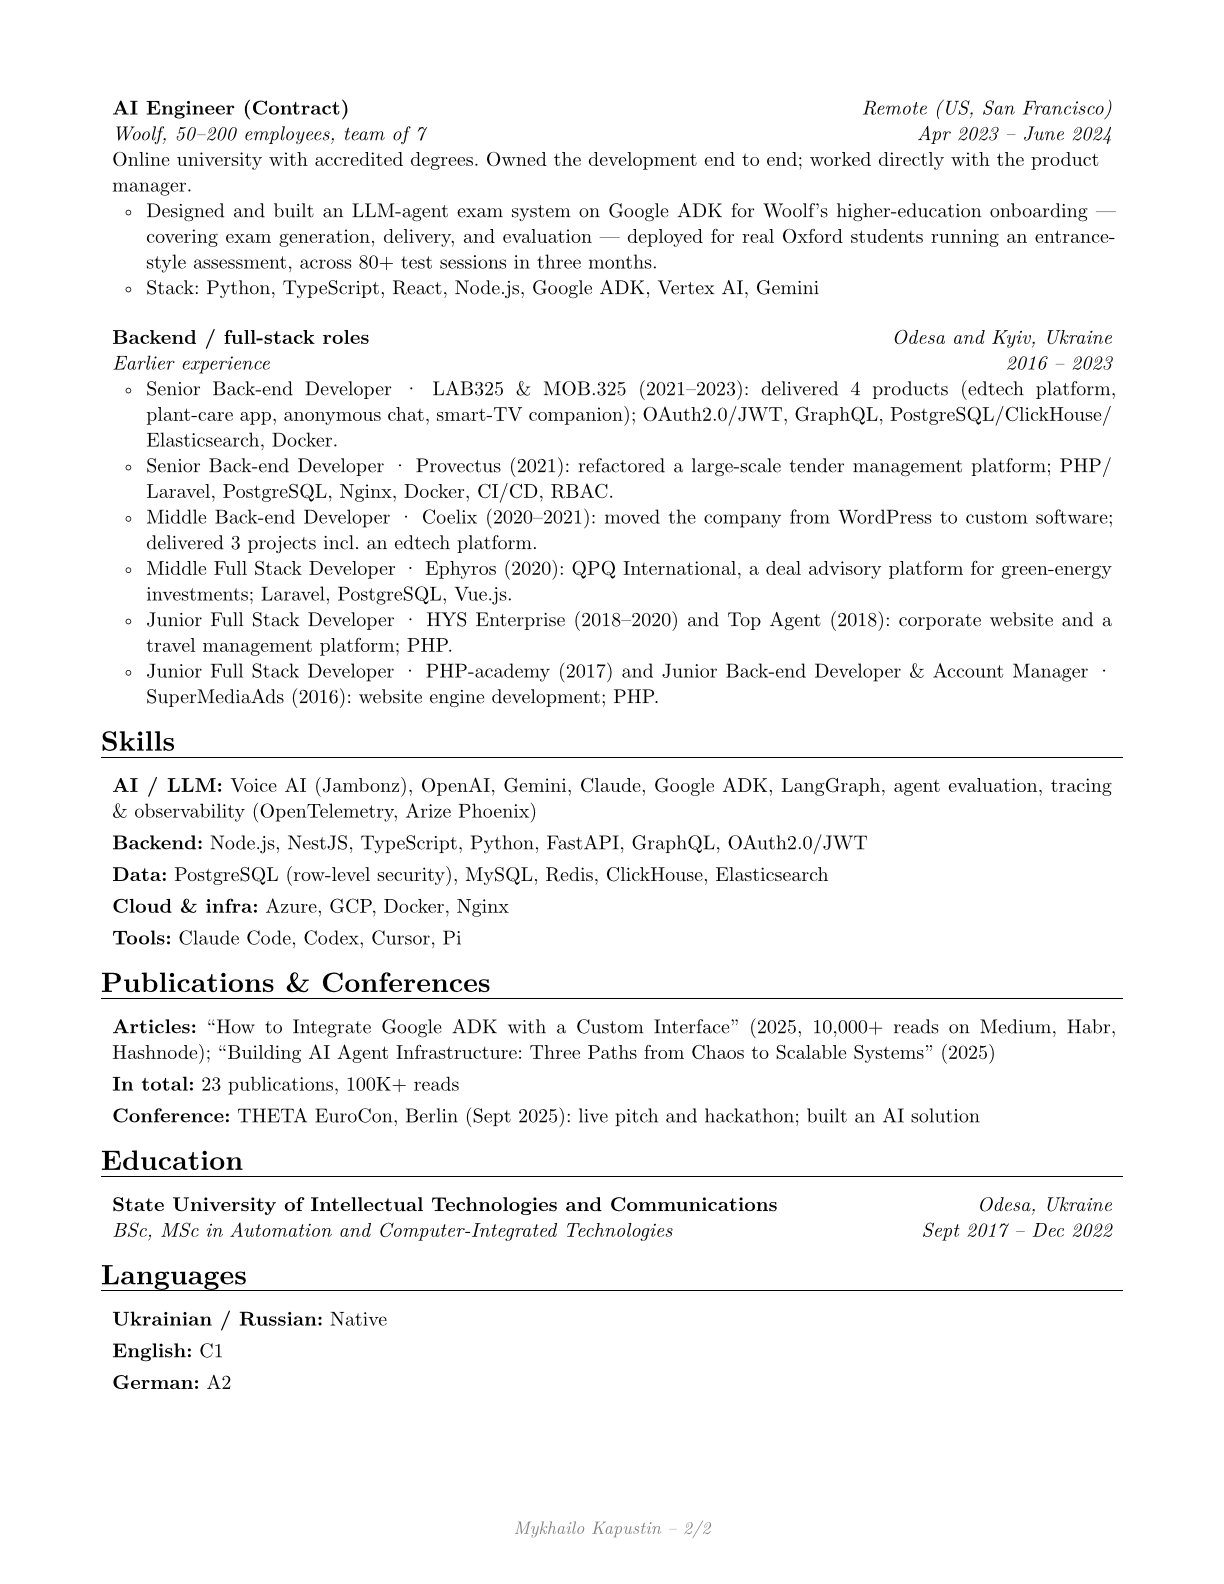 AI Engineer (Contract) Remote (US, San Francisco)
Woolf, 50–200 employees, team of 7 Apr 2023 – June 2024
Online university with accredited degrees. Owned the development end to end; worked directly with the product
manager.
◦ Designed and built an LLM-agent exam system on Google ADK for Woolf's higher-education onboarding —
covering exam generation, delivery, and evaluation — deployed for real Oxford students running an entrance-
style assessment, across 80+ test sessions in three months.
◦ Stack: Python, TypeScript, React, Node.js, Google ADK, Vertex AI, Gemini
Backend / full-stack roles Odesa and Kyiv, Ukraine
Earlier experience 2016 – 2023
◦ Senior Back-end Developer · LAB325 & MOB.325 (2021–2023): delivered 4 products (edtech platform,
plant-care app, anonymous chat, smart-TV companion); OAuth2.0/JWT, GraphQL, PostgreSQL/ClickHouse/
Elasticsearch, Docker.
◦ Senior Back-end Developer · Provectus (2021): refactored a large-scale tender management platform; PHP/
Laravel, PostgreSQL, Nginx, Docker, CI/CD, RBAC.
◦ Middle Back-end Developer · Coelix (2020–2021): moved the company from WordPress to custom software;
delivered 3 projects incl. an edtech platform.
◦ Middle Full Stack Developer · Ephyros (2020): QPQ International, a deal advisory platform for green-energy
investments; Laravel, PostgreSQL, Vue.js.
◦ Junior Full Stack Developer · HYS Enterprise (2018–2020) and Top Agent (2018): corporate website and a
travel management platform; PHP.
◦ Junior Full Stack Developer · PHP-academy (2017) and Junior Back-end Developer & Account Manager ·
SuperMediaAds (2016): website engine development; PHP.
Skills
AI / LLM: Voice AI (Jambonz), OpenAI, Gemini, Claude, Google ADK, LangGraph, agent evaluation, tracing
& observability (OpenTelemetry, Arize Phoenix)
Backend: Node.js, NestJS, TypeScript, Python, FastAPI, GraphQL, OAuth2.0/JWT
Data: PostgreSQL (row-level security), MySQL, Redis, ClickHouse, Elasticsearch
Cloud & infra: Azure, GCP, Docker, Nginx
Tools: Claude Code, Codex, Cursor, Pi
Publications & Conferences
Articles: “How to Integrate Google ADK with a Custom Interface” (2025, 10,000+ reads on Medium, Habr,
Hashnode); “Building AI Agent Infrastructure: Three Paths from Chaos to Scalable Systems” (2025)
In total: 23 publications, 100K+ reads
Conference: THETA EuroCon, Berlin (Sept 2025): live pitch and hackathon; built an AI solution
Education
State University of Intellectual Technologies and Communications Odesa, Ukraine
BSc, MSc in Automation and Computer-Integrated Technologies Sept 2017 – Dec 2022
Languages
Ukrainian / Russian: Native
English: C1
German: A2
Mykhailo Kapustin – 2/2